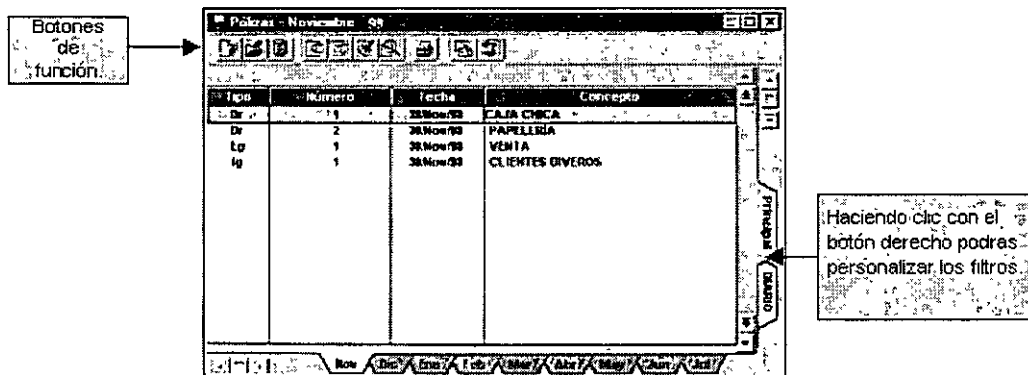 Botones
de
función.
Pólizas - Noviembre 98
Tipo Número Fecha Concepto
Dr 1 30/Nov/98 CAJA CHICA
Dr 2 30/Nov/98 PAPELERÍA
Eg 1 30/Nov/98 VENTA
Ig 1 30/Nov/98 CLIENTES DIVEROS
Principal
DIARIO
Haciendo clic con el
botón derecho podras
personalizar los filtros.
Nov Dic Ene Feb Mar Abr May Jun Jul